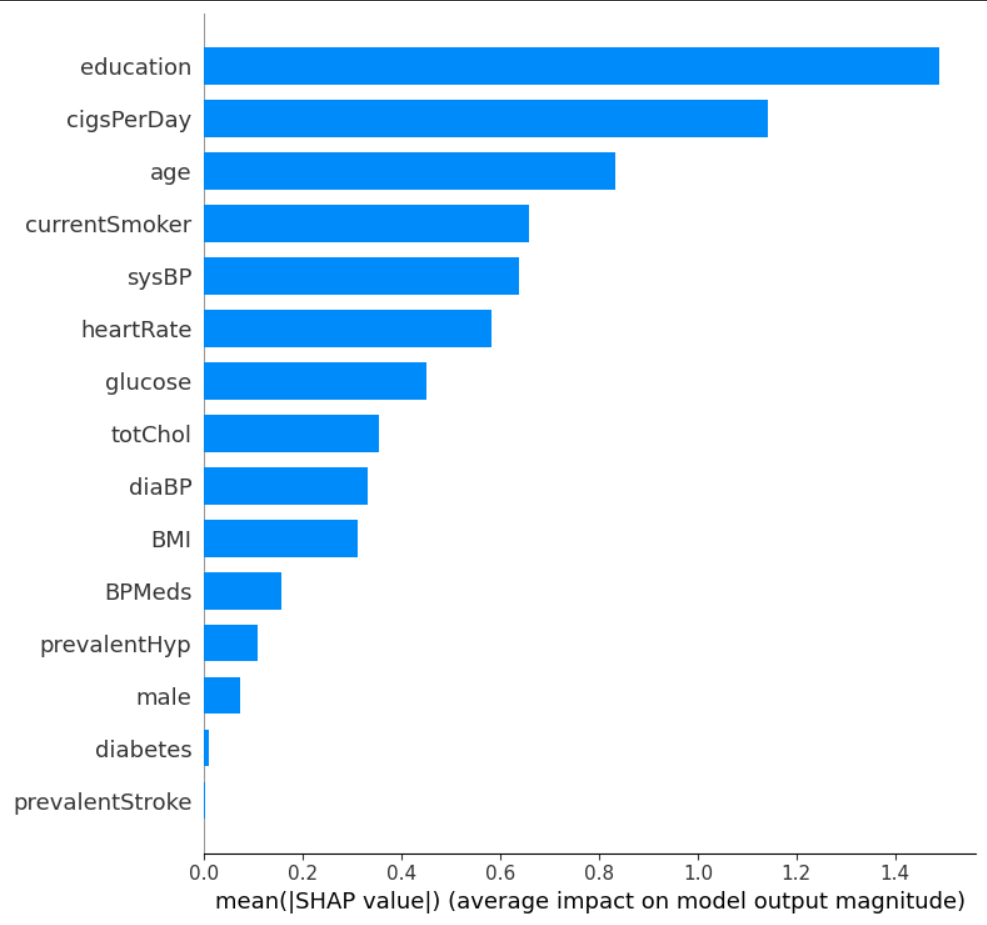 education
cigsPerDay
age
currentSmoker
sysBP
heartRate
glucose
totChol
diaBP
BMI
BPMeds
prevalentHyp
male
diabetes
prevalentStroke
0.0 0.2 0.4 0.6 0.8 1.0 1.2 1.4
mean(|SHAP value|) (average impact on model output magnitude)